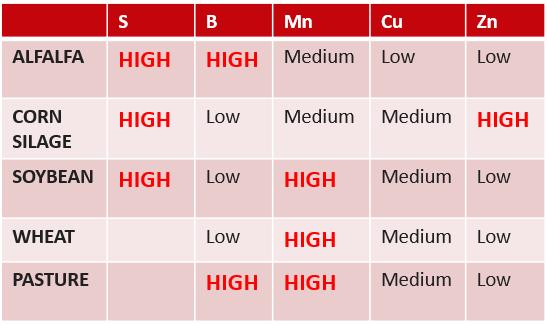 S B Mn Cu Zn
ALFALFA HIGH HIGH Medium Low Low
CORN HIGH Low Medium Medium HIGH
SILAGE
SOYBEAN HIGH Low HIGH Medium Low
WHEAT Low HIGH Medium Low
PASTURE HIGH HIGH Medium Low